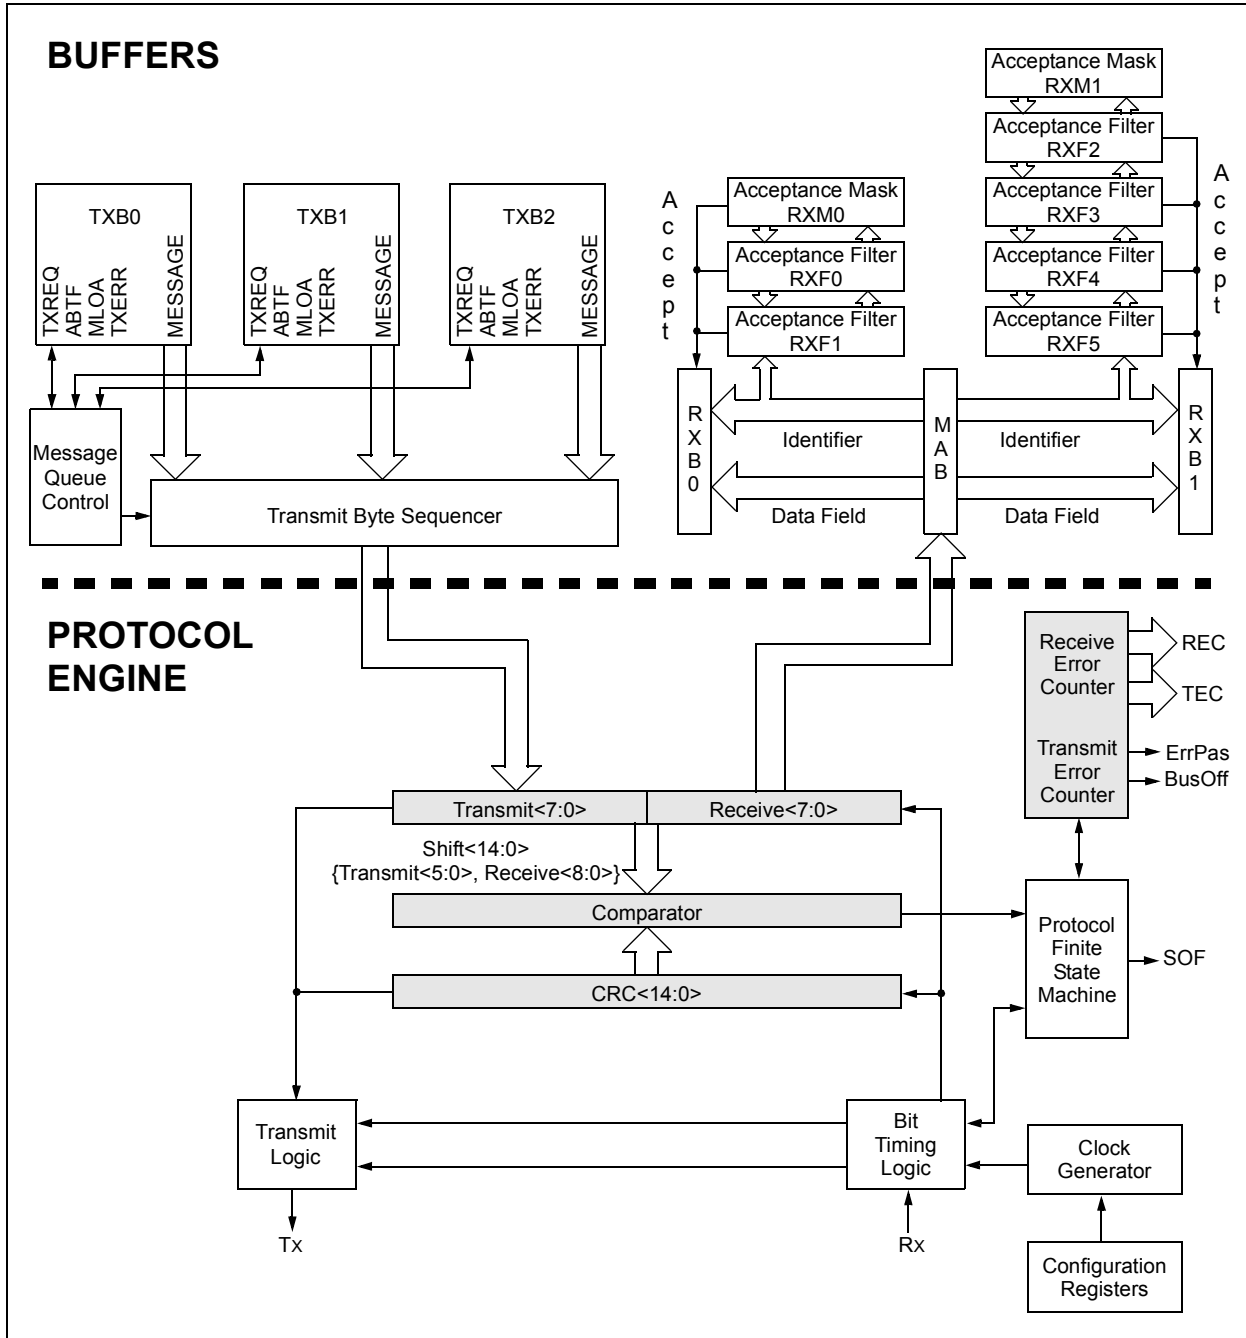 BUFFERS
Acceptance Mask
RXM1
Acceptance Filter
RXF2
Acceptance Filter
RXF3
Acceptance Filter
RXF4
Acceptance Filter
RXF5
Accept
Acceptance Mask
RXM0
Acceptance Filter
RXF0
Acceptance Filter
RXF1
Accept
TXB0
TXREQ
ABTF
MLOA
TXERR
MESSAGE
TXB1
TXREQ
ABTF
MLOA
TXERR
MESSAGE
TXB2
TXREQ
ABTF
MLOA
TXERR
MESSAGE
Message
Queue
Control
Transmit Byte Sequencer
RXB0
Identifier
Data Field
MAB
Identifier
Data Field
RXB1
PROTOCOL
ENGINE
Receive
Error
Counter
Transmit
Error
Counter
REC
TEC
ErrPas
BusOff
Transmit<7:0>
Receive<7:0>
Shift<14:0>
{Transmit<5:0>, Receive<8:0>}
Comparator
CRC<14:0>
Protocol
Finite
State
Machine
SOF
Transmit
Logic
Bit
Timing
Logic
Clock
Generator
Tx
Rx
Configuration
Registers